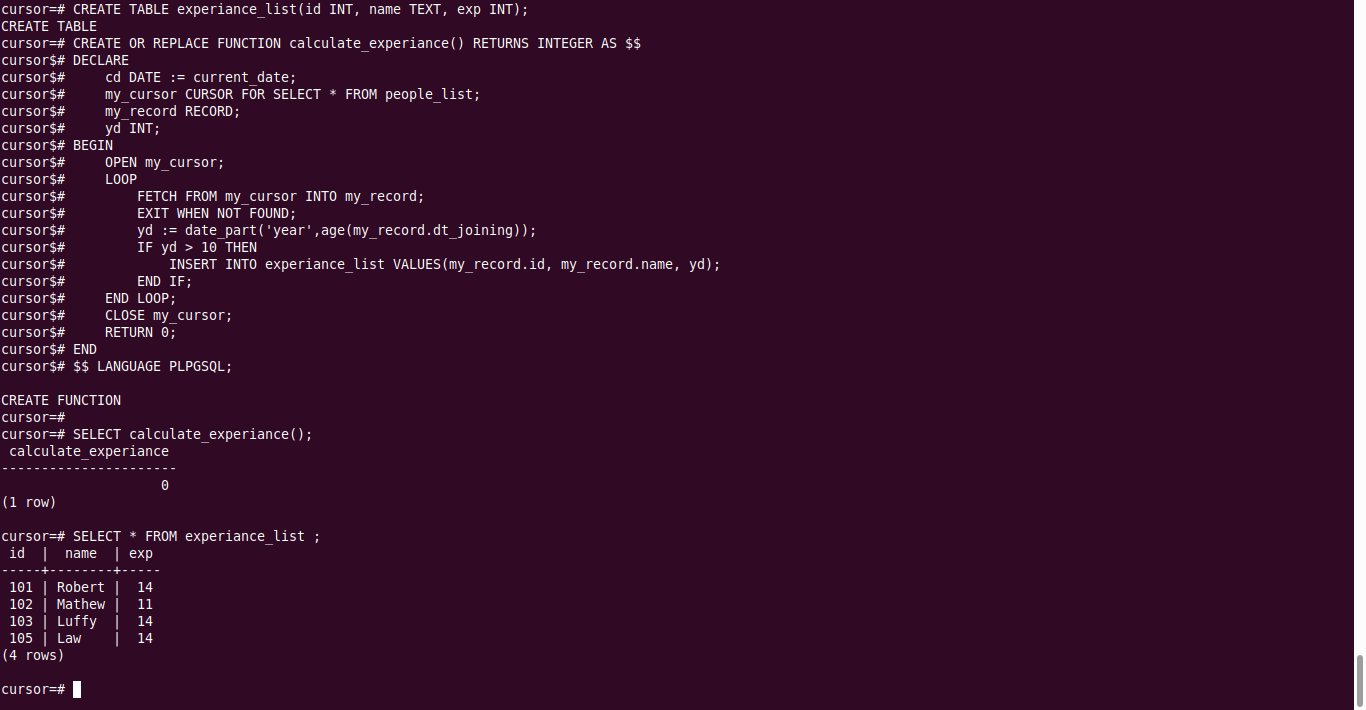 cursor=# CREATE TABLE experiance_list(id INT, name TEXT, exp INT);
CREATE TABLE
cursor=# CREATE OR REPLACE FUNCTION calculate_experiance() RETURNS INTEGER AS $$
cursor$# DECLARE
cursor$#     cd DATE := current_date;
cursor$#     my_cursor CURSOR FOR SELECT * FROM people_list;
cursor$#     my_record RECORD;
cursor$#     yd INT;
cursor$# BEGIN
cursor$#     OPEN my_cursor;
cursor$#     LOOP
cursor$#         FETCH FROM my_cursor INTO my_record;
cursor$#         EXIT WHEN NOT FOUND;
cursor$#         yd := date_part('year',age(my_record.dt_joining));
cursor$#         IF yd > 10 THEN
cursor$#             INSERT INTO experiance_list VALUES(my_record.id, my_record.name, yd);
cursor$#         END IF;
cursor$#     END LOOP;
cursor$#     CLOSE my_cursor;
cursor$#     RETURN 0;
cursor$# END
cursor$# $$ LANGUAGE PLPGSQL;

CREATE FUNCTION
cursor=#
cursor=# SELECT calculate_experiance();
 calculate_experiance
----------------------
                    0
(1 row)

cursor=# SELECT * FROM experiance_list ;
 id  |  name  | exp
-----+--------+-----
 101 | Robert |  14
 102 | Mathew |  11
 103 | Luffy  |  14
 105 | Law    |  14
(4 rows)

cursor=#